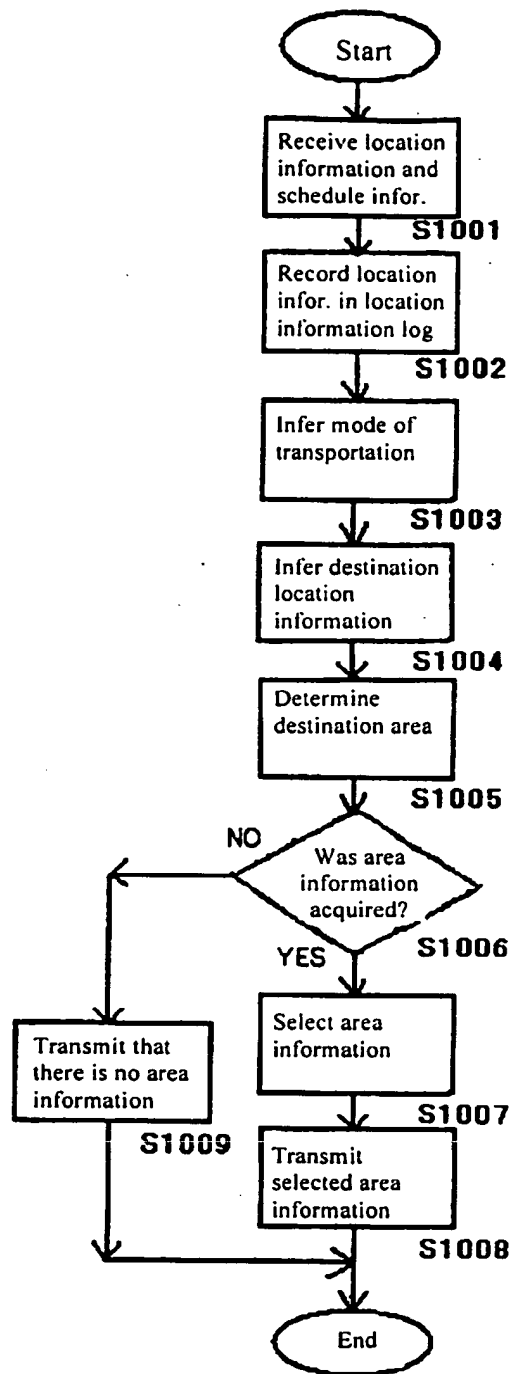 Start
Receive location
information and
schedule infor.
S1001
Record location
infor. in location
information log
S1002
Infer mode of
transportation
S1003
Infer destination
location
information
S1004
Determine
destination area
S1005
NO
Was area
information
acquired?
S1006
YES
Select area
information
S1007
Transmit that
there is no area
information
S1009
Transmit
selected area
information
S1008
End